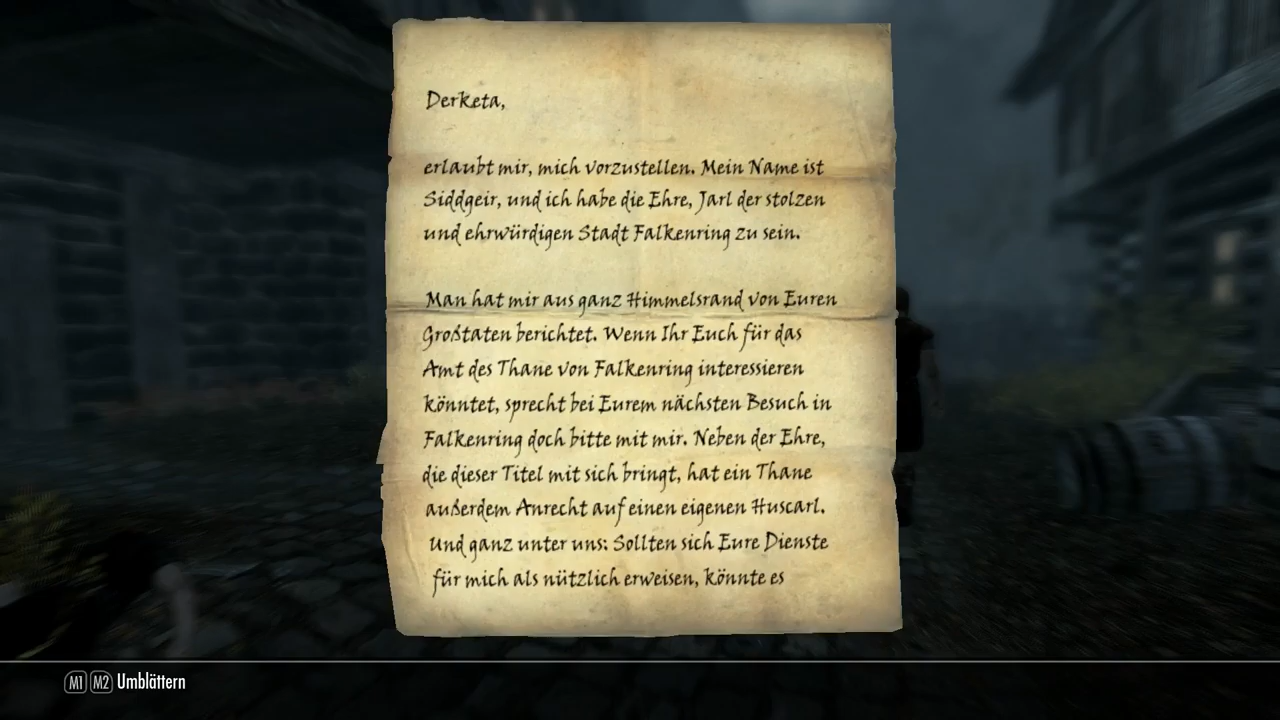 Derketa,
erlaubt mir, mich vorzustellen. Mein Name ist
Siddgeir, und ich habe die Ehre, Jarl der stolzen
und ehrwürdigen Stadt Falkenring zu sein.
Man hat mir aus ganz Himmelsrand von Euren
Großtaten berichtet. Wenn Ihr Euch für das
Amt des Thane von Falkenring interessieren
könntet, sprecht bei Eurem nächsten Besuch in
Falkenring doch bitte mit mir. Neben der Ehre,
die dieser Titel mit sich bringt, hat ein Thane
außerdem Anrecht auf einen eigenen Huscarl.
Und ganz unter uns: Sollten sich Eure Dienste
für mich als nützlich erweisen, könnte es
M1 M2 Umblättern